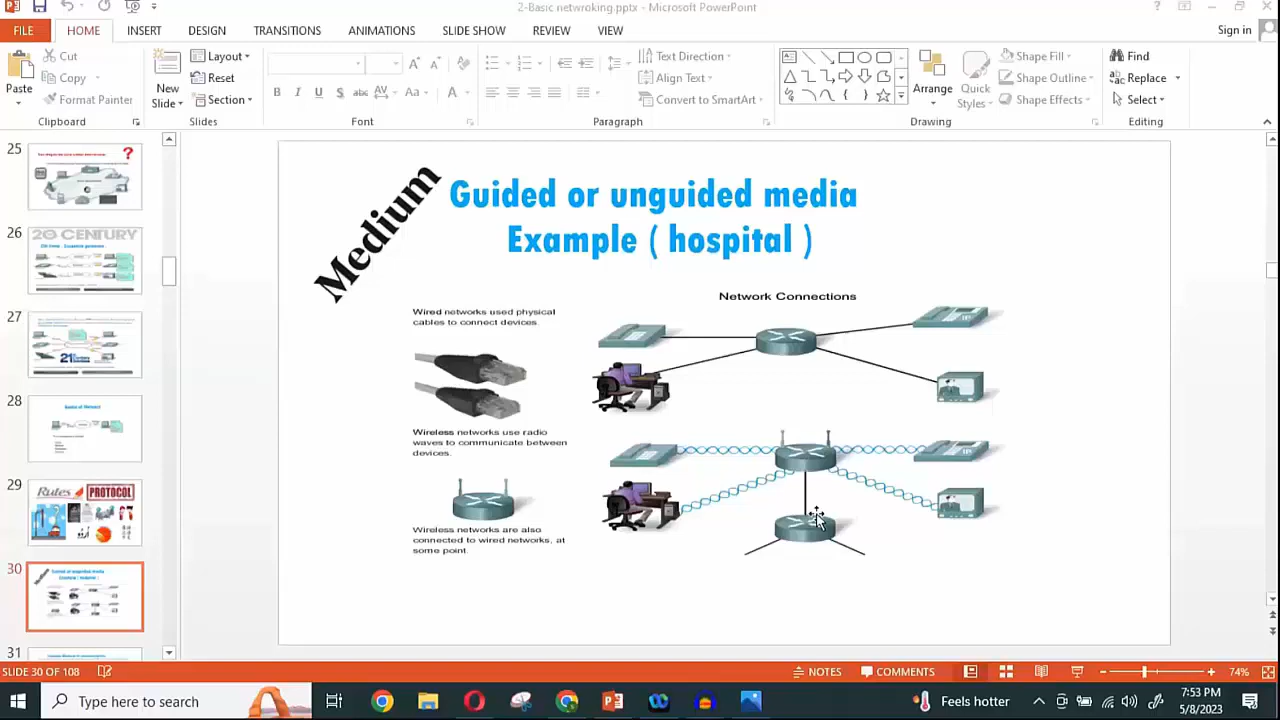 2-Basic netwroking.pptx - Microsoft PowerPoint
FILE
HOME
INSERT
DESIGN
TRANSITIONS
ANIMATIONS
SLIDE SHOW
REVIEW
VIEW
Sign in
Paste
Cut
Copy
Format Painter
Clipboard
New
Slide
Layout
Reset
Section
Slides
B I U S abc AV Aa A
Font
Text Direction
Align Text
Convert to SmartArt
Paragraph
Arrange
Quick
Styles
Shape Fill
Shape Outline
Shape Effects
Drawing
Find
Replace
Select
Editing
25
26
20 CENTURY
27
21
28
29
Rules PROTOCOL
30
31
Medium
Guided or unguided media
Example ( hospital )
Network Connections
Wired networks used physical
cables to connect devices.
Wireless networks use radio
waves to communicate between
devices.
Wireless networks are also
connected to wired networks, at
some point.
SLIDE 30 OF 108
NOTES
COMMENTS
74%
Type here to search
Feels hotter
7:53 PM
5/8/2023